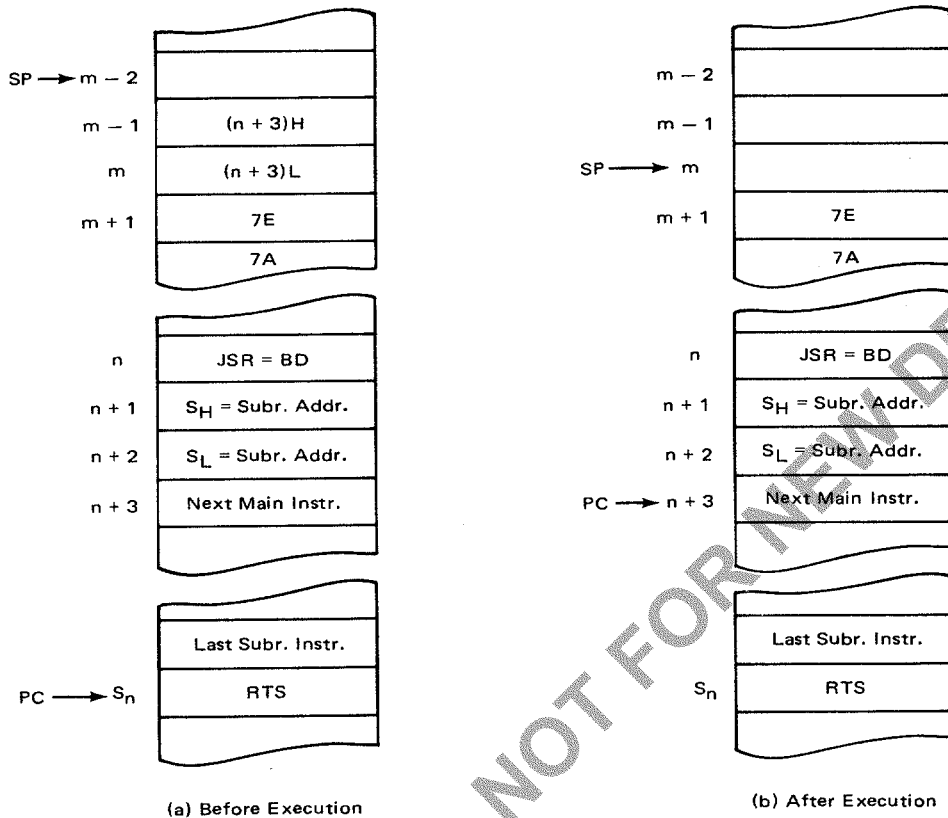 SP m − 2
m − 1 (n + 3)H
m (n + 3)L
m + 1 7E
7A
n JSR = BD
n + 1 SH = Subr. Addr.
n + 2 SL = Subr. Addr.
n + 3 Next Main Instr.
Last Subr. Instr.
PC Sn RTS
(a) Before Execution
m − 2
m − 1
SP m
m + 1 7E
7A
n JSR = BD
n + 1 SH = Subr. Addr.
n + 2 SL = Subr. Addr.
PC n + 3 Next Main Instr.
Last Subr. Instr.
Sn RTS
(b) After Execution
NOT FOR NEW